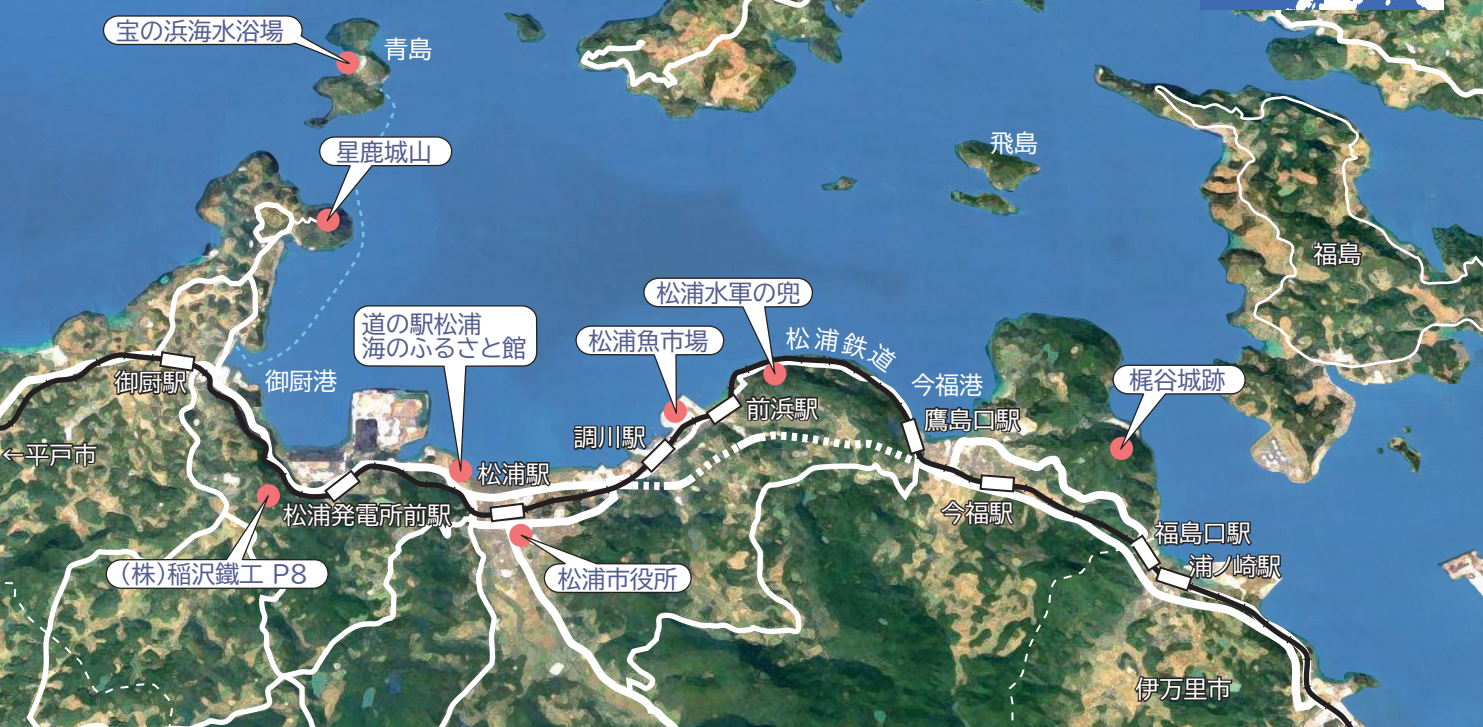 宝の浜海水浴場
青島
星鹿城山
飛島
福島
松浦水軍の兜
道の駅松浦
海のふるさと館
松浦魚市場
松浦鉄道
御厨駅
御厨港
今福港
梶谷城跡
前浜駅
鷹島口駅
調川駅
←平戸市
松浦駅
松浦発電所前駅
今福駅
福島口駅
浦ノ崎駅
(株)稲沢鐵工 P8
松浦市役所
伊万里市